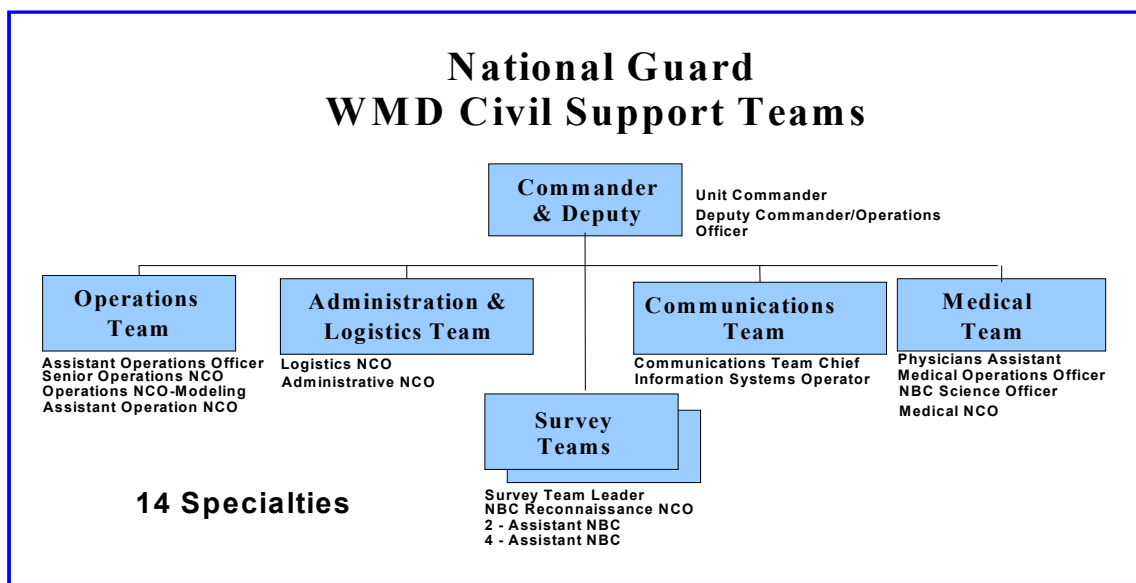 National Guard
WMD Civil Support Teams
Commander
& Deputy
Unit Commander
Deputy Commander/Operations
Officer
Operations
Team
Assistant Operations Officer
Senior Operations NCO
Operations NCO-Modeling
Assistant Operation NCO
Administration &
Logistics Team
Logistics NCO
Administrative NCO
Communications
Team
Communications Team Chief
Information Systems Operator
Medical
Team
Physicians Assistant
Medical Operations Officer
NBC Science Officer
Medical NCO
Survey
Teams
Survey Team Leader
NBC Reconnaissance NCO
2 - Assistant NBC
4 - Assistant NBC
14 Specialties